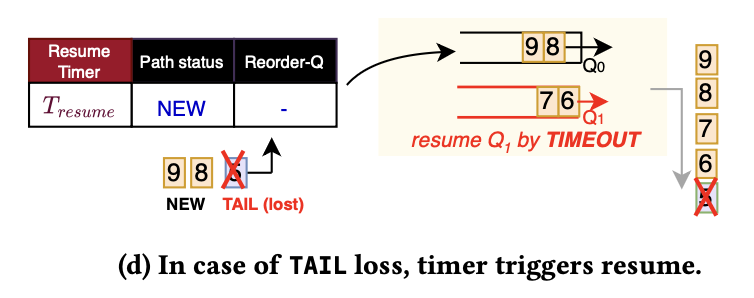 Resume Timer Path status Reorder-Q
T_resume NEW -
9 8 5
NEW TAIL (lost)
9 8 Q0
7 6 Q1
resume Q1 by TIMEOUT
9
8
7
6
5
(d) In case of TAIL loss, timer triggers resume.